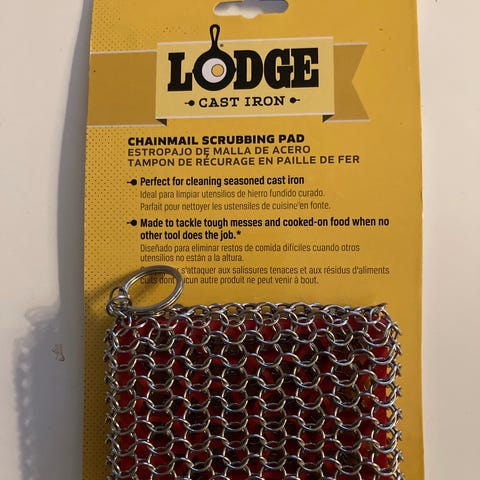 LODGE
CAST IRON
CHAINMAIL SCRUBBING PAD
ESTROPAJO DE MALLA DE ACERO
TAMPON DE RÉCURAGE EN PAILLE DE FER
Perfect for cleaning seasoned cast iron
Ideal para limpiar utensilios de hierro fundido curado.
Parfait pour nettoyer les ustensiles de cuisine en fonte.
Made to tackle tough messes and cooked-on food when no
other tool does the job.*
Diseñado para eliminar restos de comida difíciles cuando otros
utensilios no están a la altura.
s'attaquer aux salissures tenaces et aux résidus d'aliments
cuits dont aucun autre produit ne peut venir à bout.